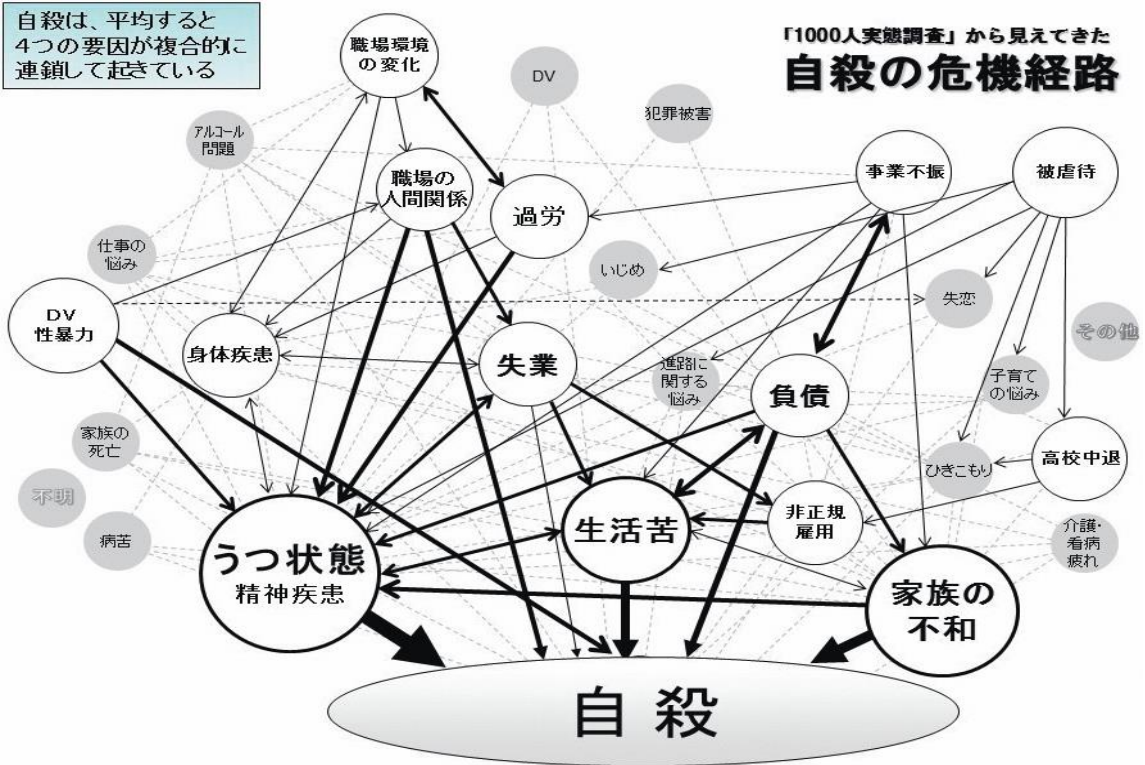 自殺は、平均すると
4つの要因が複合的に
連鎖して起きている
「1000人実態調査」から見えてきた
自殺の危機経路
職場環境
の変化
DV
犯罪被害
アルコール
問題
職場の
人間関係
過労
事業不振
被虐待
仕事の
悩み
いじめ
失恋
DV
性暴力
その他
身体疾患
失業
進路に
関する
悩み
負債
子育て
の悩み
家族の
死亡
ひきこもり
高校中退
不明
病苦
うつ状態
精神疾患
生活苦
非正規
雇用
介護・
看病
疲れ
家族の
不和
自殺